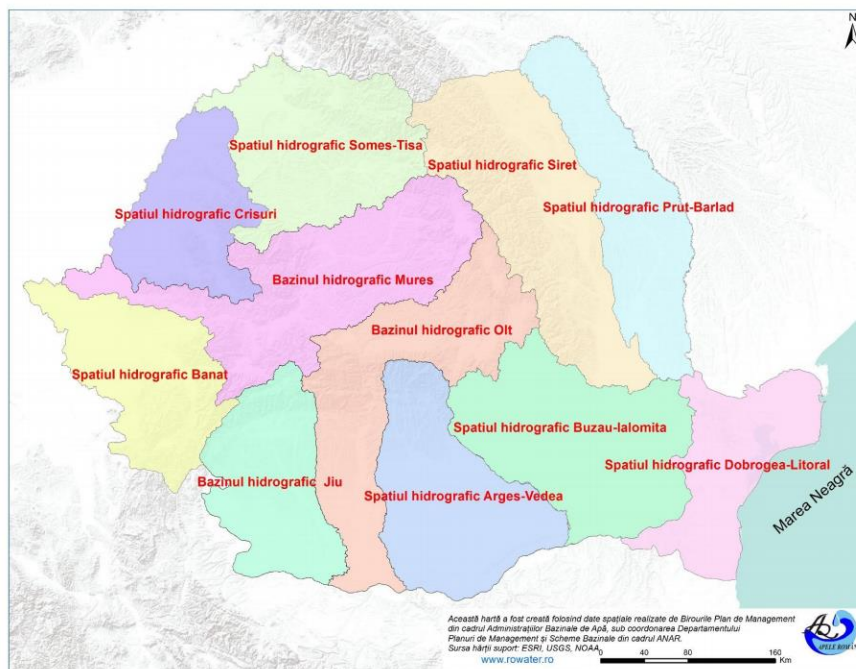 N
Spatiul hidrografic Somes-Tisa
Spatiul hidrografic Siret
Spatiul hidrografic Prut-Barlad
Spatiul hidrografic Crisuri
Bazinul hidrografic Mures
Bazinul hidrografic Olt
Spatiul hidrografic Banat
Spatiul hidrografic Buzau-Ialomita
Spatiul hidrografic Dobrogea-Litoral
Bazinul hidrografic Jiu
Spatiul hidrografic Arges-Vedea
Marea Neagră
Această hartă a fost creată folosind date spațiale realizate de Birourile Plan de Management
din cadrul Administrațiilor Bazinale de Apă, sub coordonarea Departamentului
Planuri de Management și Scheme Bazinale din cadrul ANAR.
Sursa hărții suport: ESRI, USGS, NOAA
www.rowater.ro
0 40 80 160
Km
APELE ROMÂNE